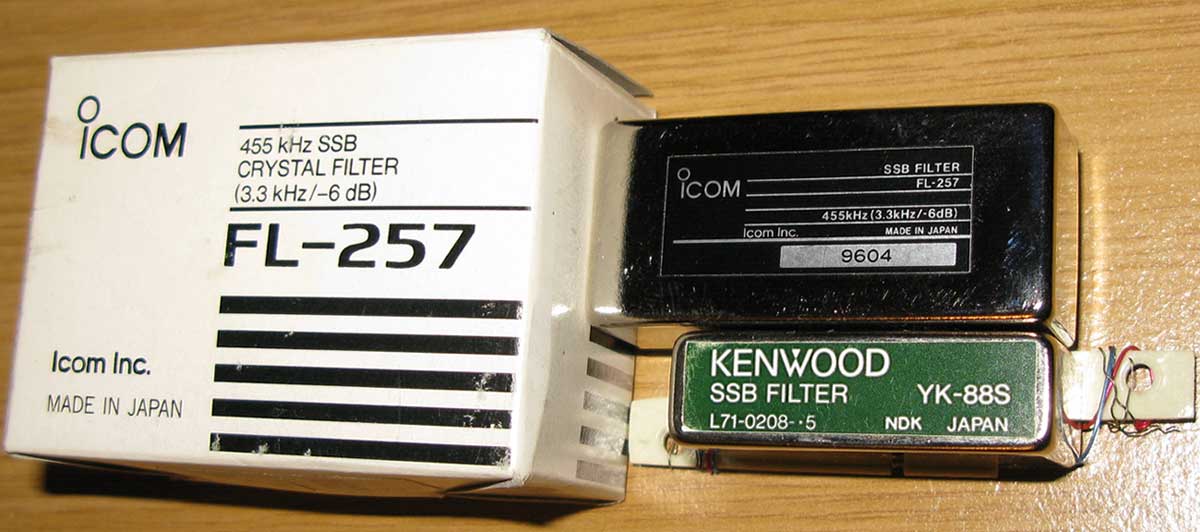 ICOM
455 kHz SSB
CRYSTAL FILTER
(3.3 kHz/-6 dB)
FL-257
Icom Inc.
MADE IN JAPAN
ICOM
SSB FILTER
FL-257
455kHz (3.3kHz/-6dB)
Icom Inc. MADE IN JAPAN
9604
KENWOOD
SSB FILTER YK-88S
L71-0208-·5 NDK JAPAN